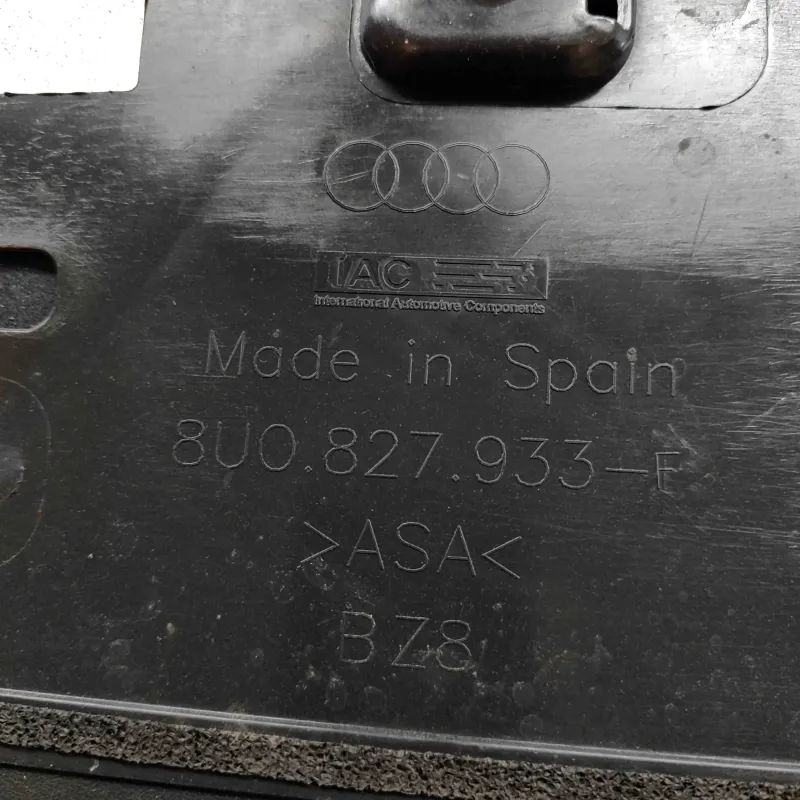 IAC
International Automotive Components
Made in Spain
8U0.827.933-F
>ASA<
BZ8